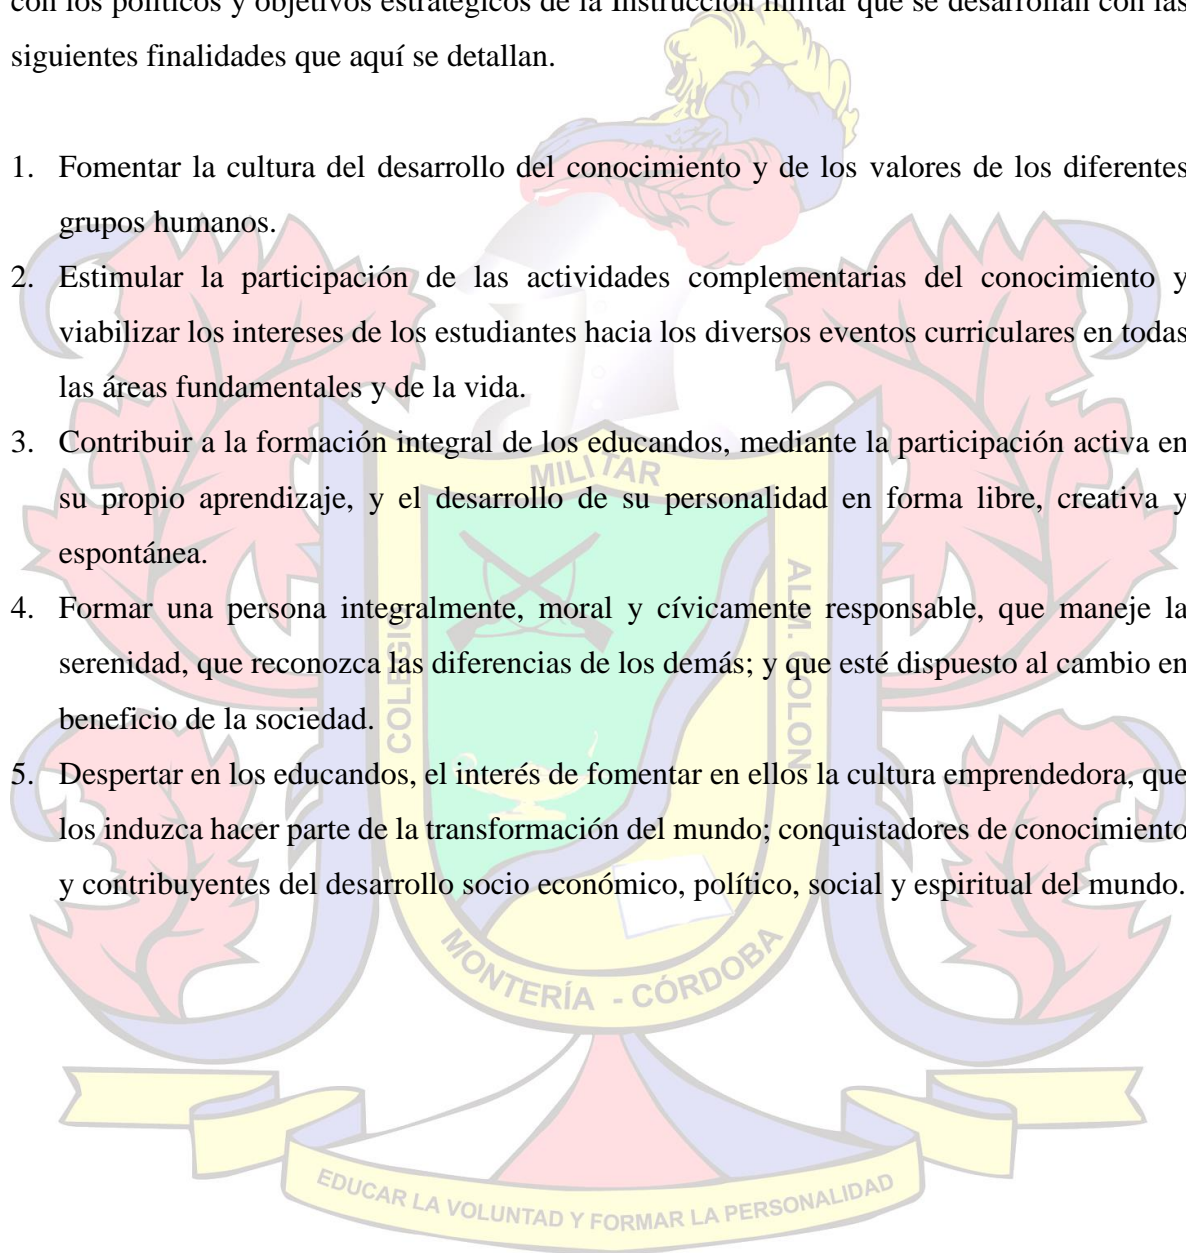 con los políticos y objetivos estratégicos de la Instrucción militar que se desarrollan con las
siguientes finalidades que aquí se detallan.
1. Fomentar la cultura del desarrollo del conocimiento y de los valores de los diferentes
grupos humanos.
2. Estimular la participación de las actividades complementarias del conocimiento y
viabilizar los intereses de los estudiantes hacia los diversos eventos curriculares en todas
las áreas fundamentales y de la vida.
3. Contribuir a la formación integral de los educandos, mediante la participación activa en
su propio aprendizaje, y el desarrollo de su personalidad en forma libre, creativa y
espontánea.
4. Formar una persona integralmente, moral y cívicamente responsable, que maneje la
serenidad, que reconozca las diferencias de los demás; y que esté dispuesto al cambio en
beneficio de la sociedad.
5. Despertar en los educandos, el interés de fomentar en ellos la cultura emprendedora, que
los induzca hacer parte de la transformación del mundo; conquistadores de conocimiento
y contribuyentes del desarrollo socio económico, político, social y espiritual del mundo.
COLEGIO
MILITAR
ALM. COLON
MONTERÍA - CÓRDOBA
EDUCAR LA VOLUNTAD Y FORMAR LA PERSONALIDAD